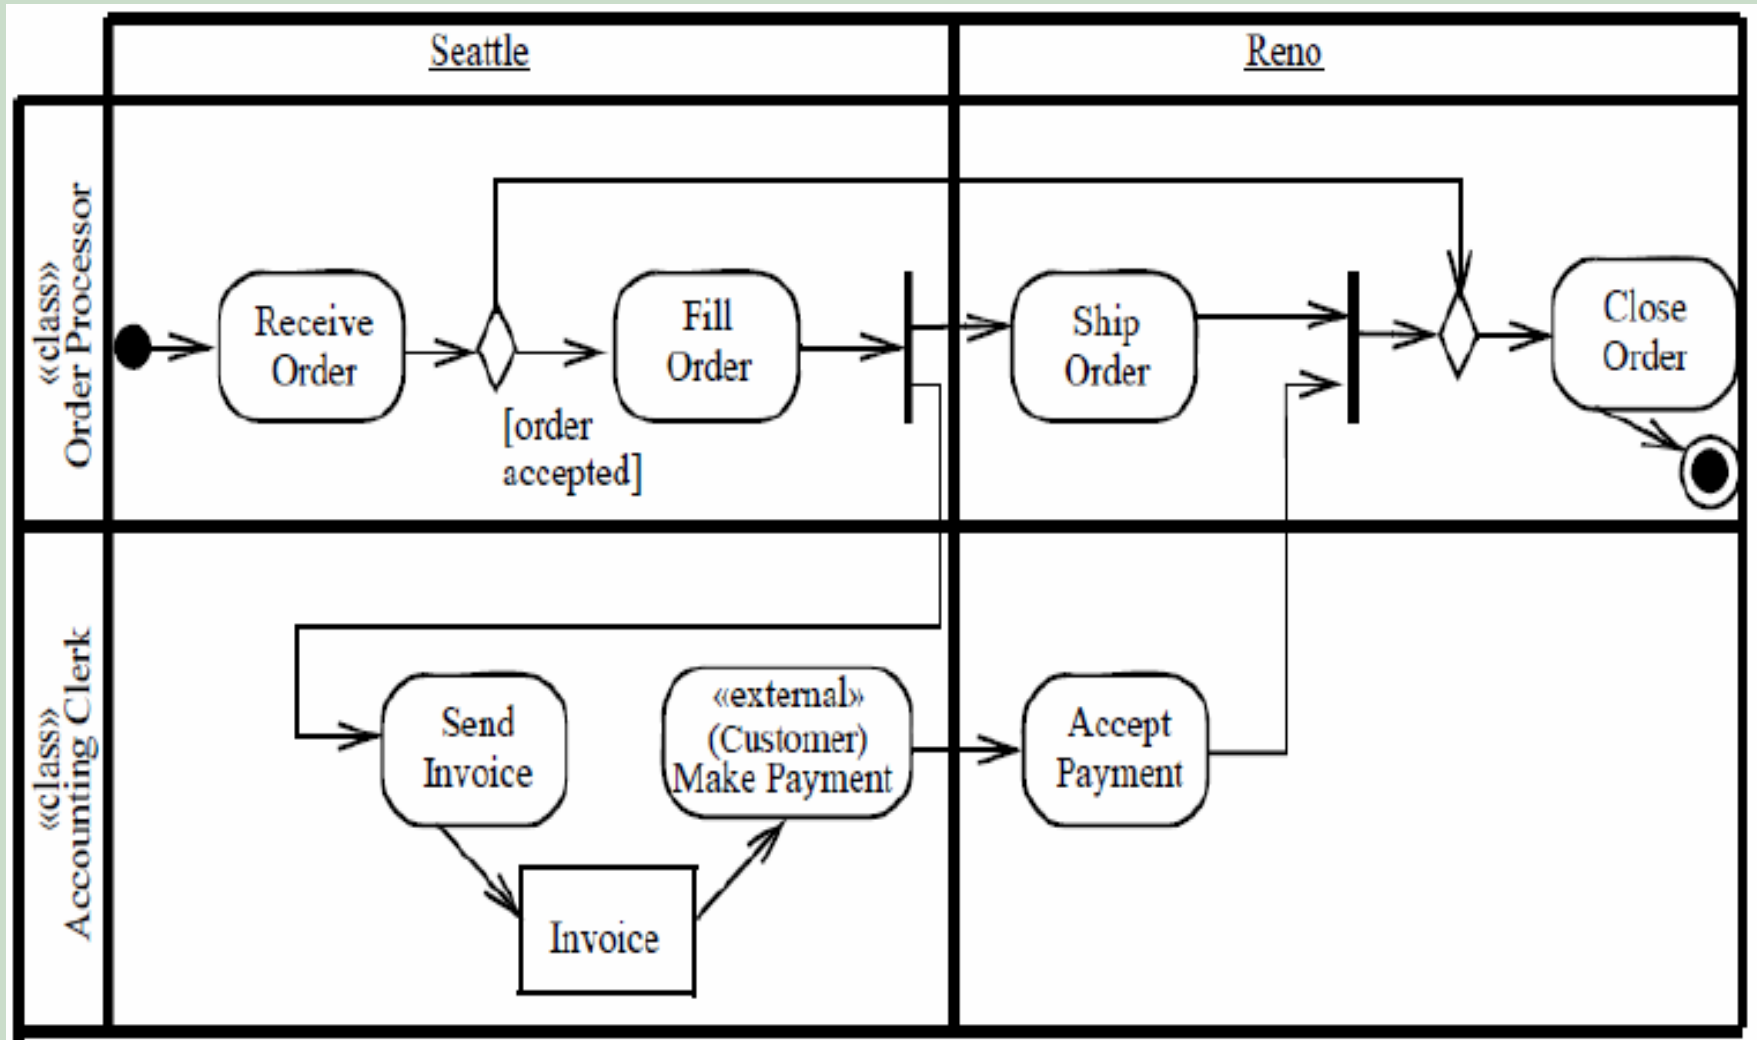 Seattle
Reno
«class»
Order Processor
Receive
Order
[order
accepted]
Fill
Order
Ship
Order
Close
Order
«class»
Accounting Clerk
Send
Invoice
Invoice
«external»
(Customer)
Make Payment
Accept
Payment